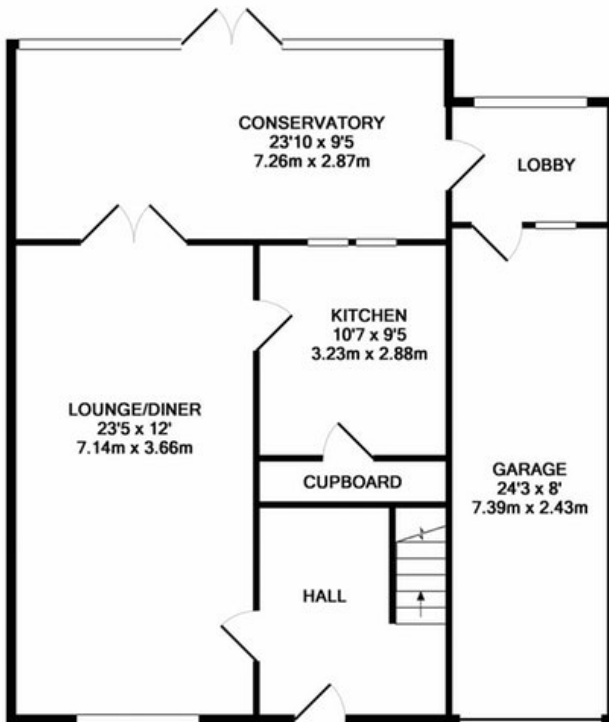 CONSERVATORY
23'10 x 9'5
7.26m x 2.87m
LOBBY
KITCHEN
10'7 x 9'5
3.23m x 2.88m
LOUNGE/DINER
23'5 x 12'
7.14m x 3.66m
GARAGE
24'3 x 8'
7.39m x 2.43m
CUPBOARD
HALL